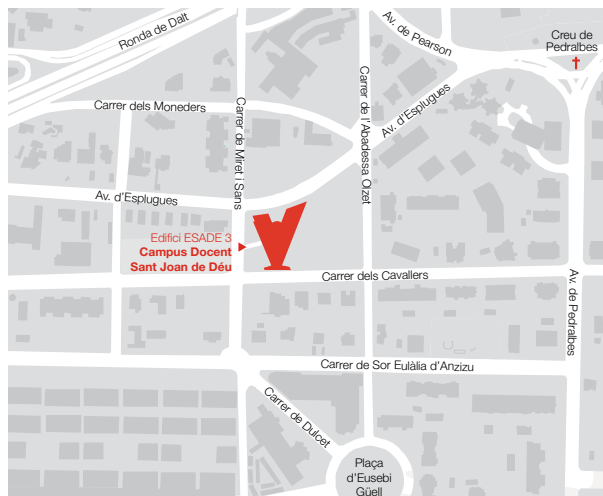 Ronda de Dalt
Av. de Pearson
Creu de
Pedralbes
Carrer dels Moneders
Carrer de Miret i Sans
Carrer de l'Abadessa Olzet
Av. d'Esplugues
Av. d'Esplugues
Edifici ESADE 3
Campus Docent
Sant Joan de Déu
Carrer dels Cavallers
Av. de Pedralbes
Carrer de Sor Eulàlia d'Anzizu
Carrer de Dulcet
Plaça
d'Eusebi
Güell